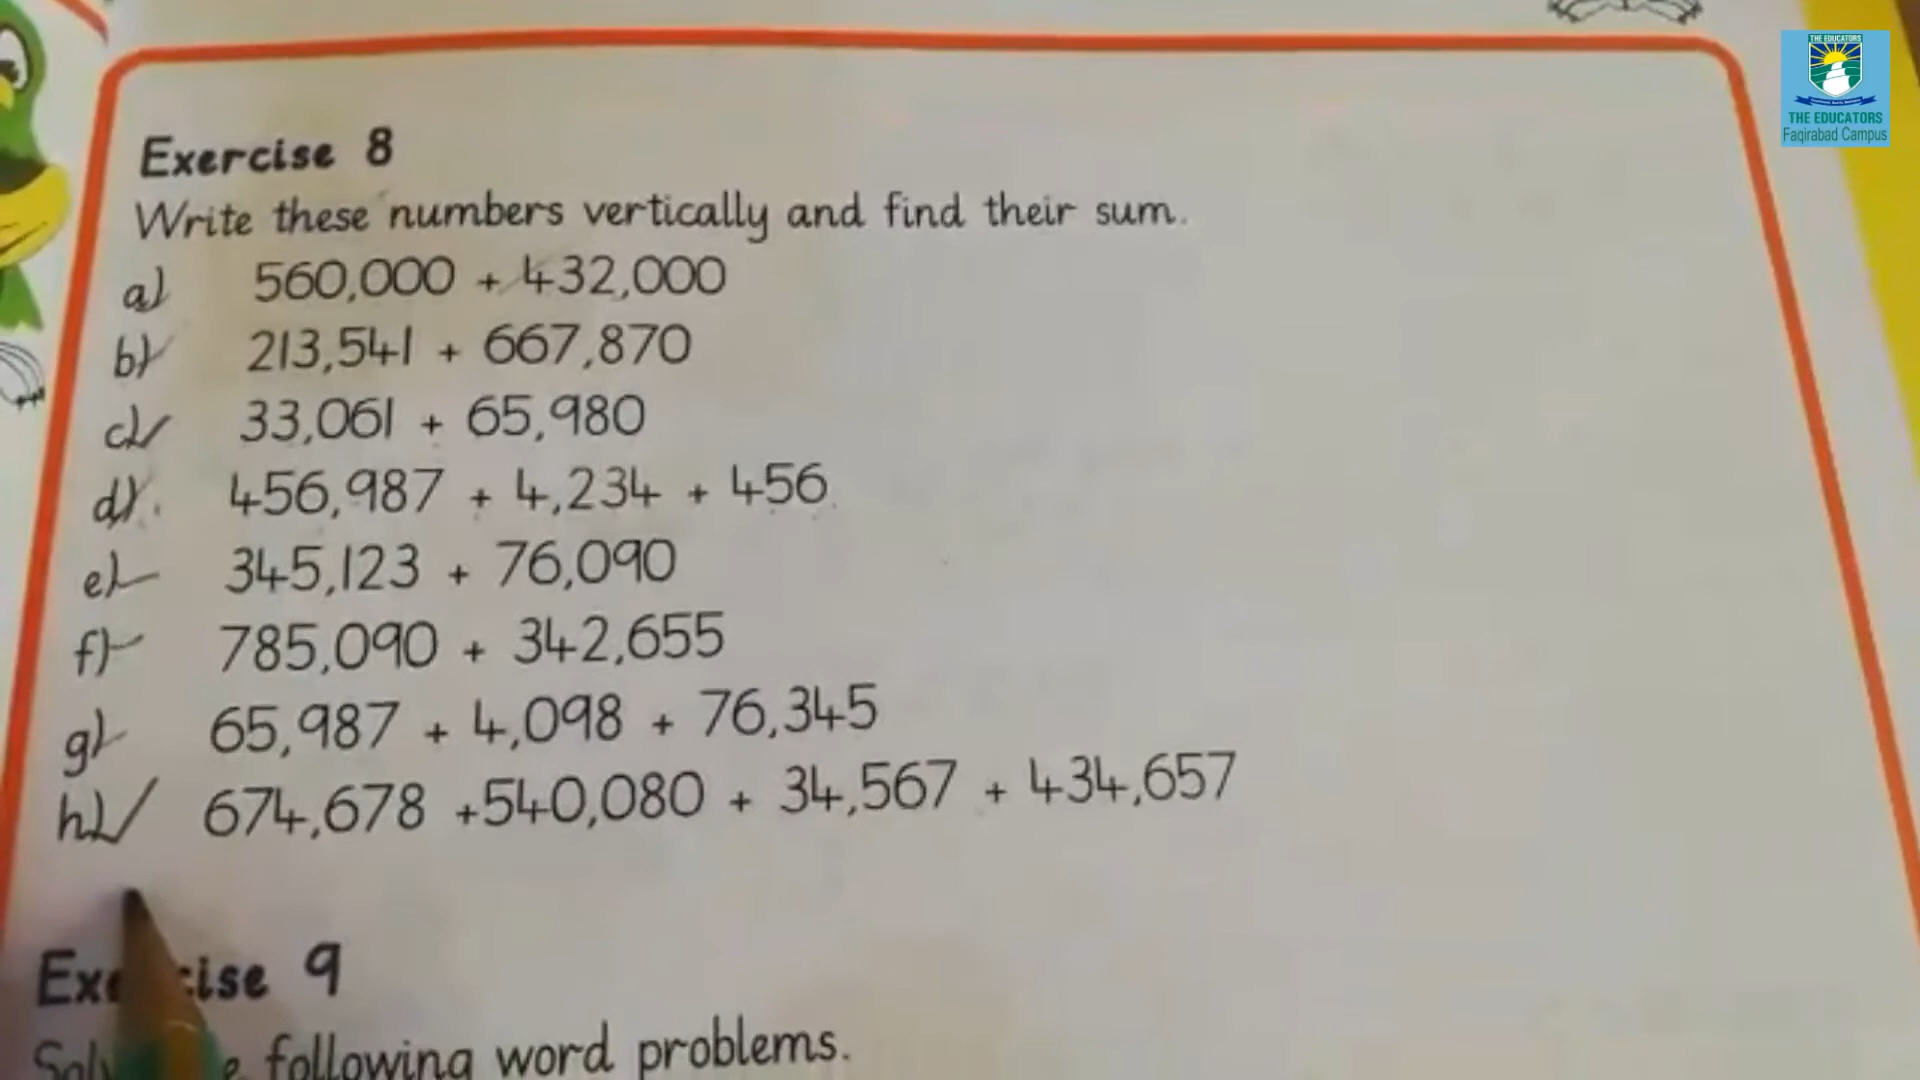 THE EDUCATORS
THE EDUCATORS
Faqirabad Campus
Exercise 8
Write these numbers vertically and find their sum.
a) 560,000 + 432,000
b) 213,541 + 667,870
c) 33,061 + 65,980
d) 456,987 + 4,234 + 456
e) 345,123 + 76,090
f) 785,090 + 342,655
g) 65,987 + 4,098 + 76,345
h) 674,678 +540,080 + 34,567 + 434,657
Exercise 9
following word problems.